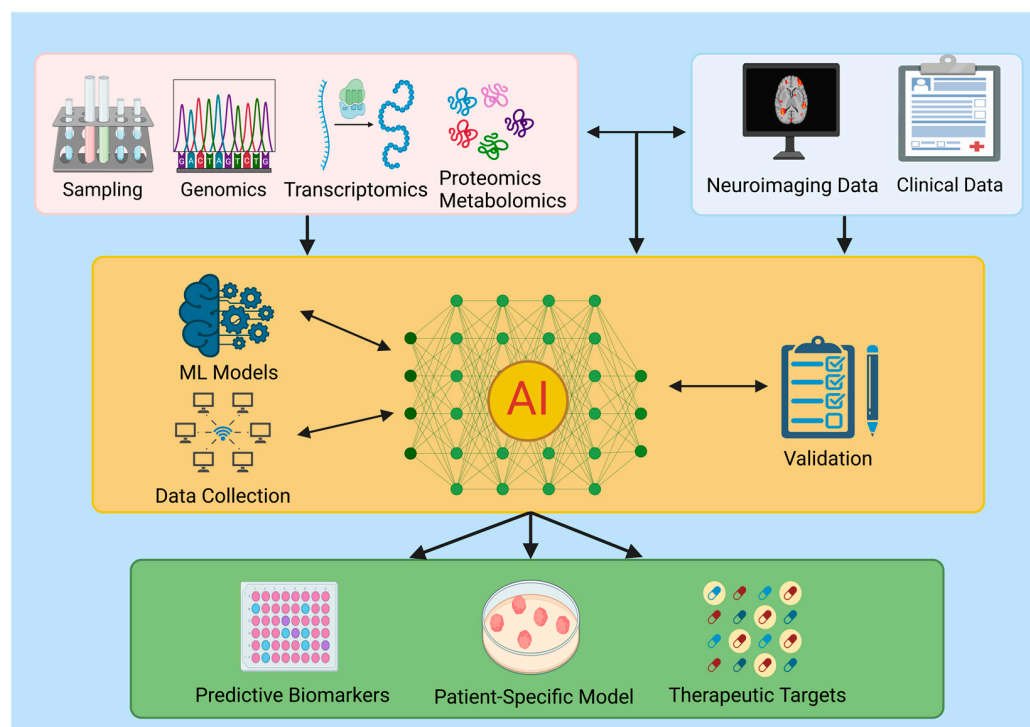 Sampling
Genomics
GACTAGTCTG
Transcriptomics
Proteomics
Metabolomics
Neuroimaging Data
Clinical Data
ML Models
Data Collection
AI
Validation
Predictive Biomarkers
Patient-Specific Model
Therapeutic Targets